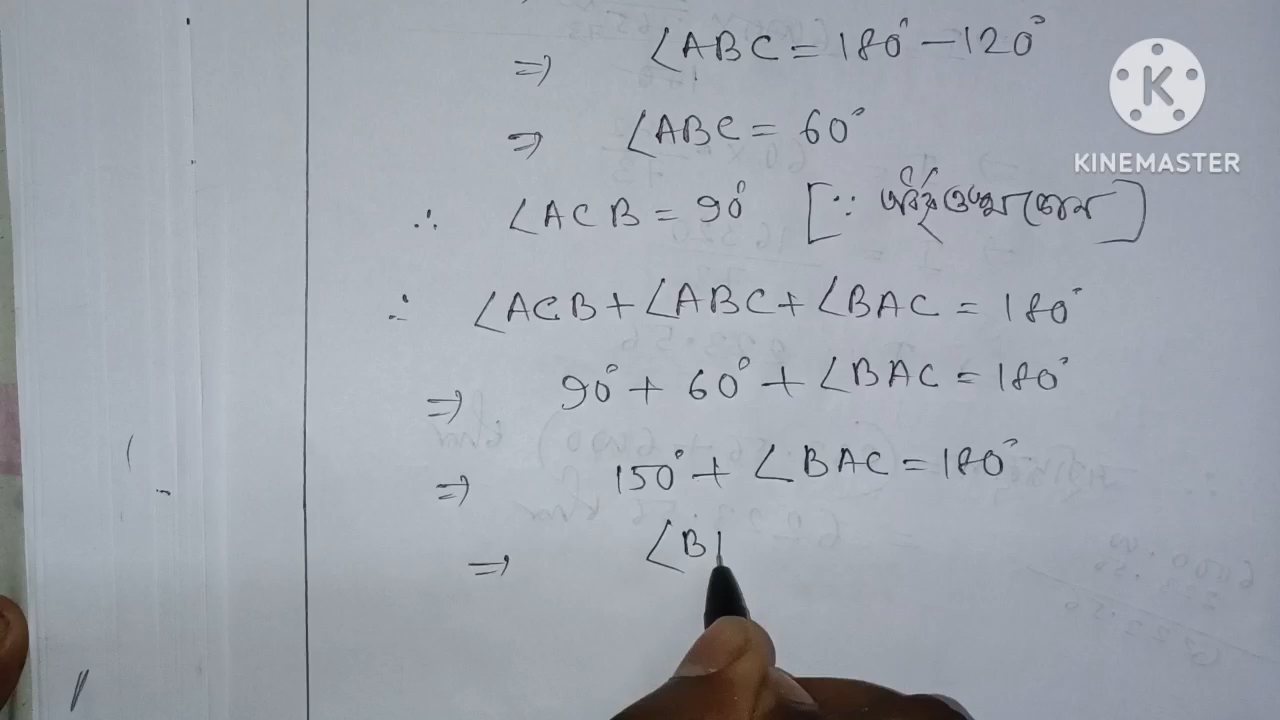 ⇒ ∠ABC = 180° - 120°
KINEMASTER
⇒ ∠ABC = 60°
∴ ∠ACB = 90° [∵ ]
∴ ∠ACB + ∠ABC + ∠BAC = 180°
⇒ 90° + 60° + ∠BAC = 180°
⇒ 150° + ∠BAC = 180°
⇒ ∠B